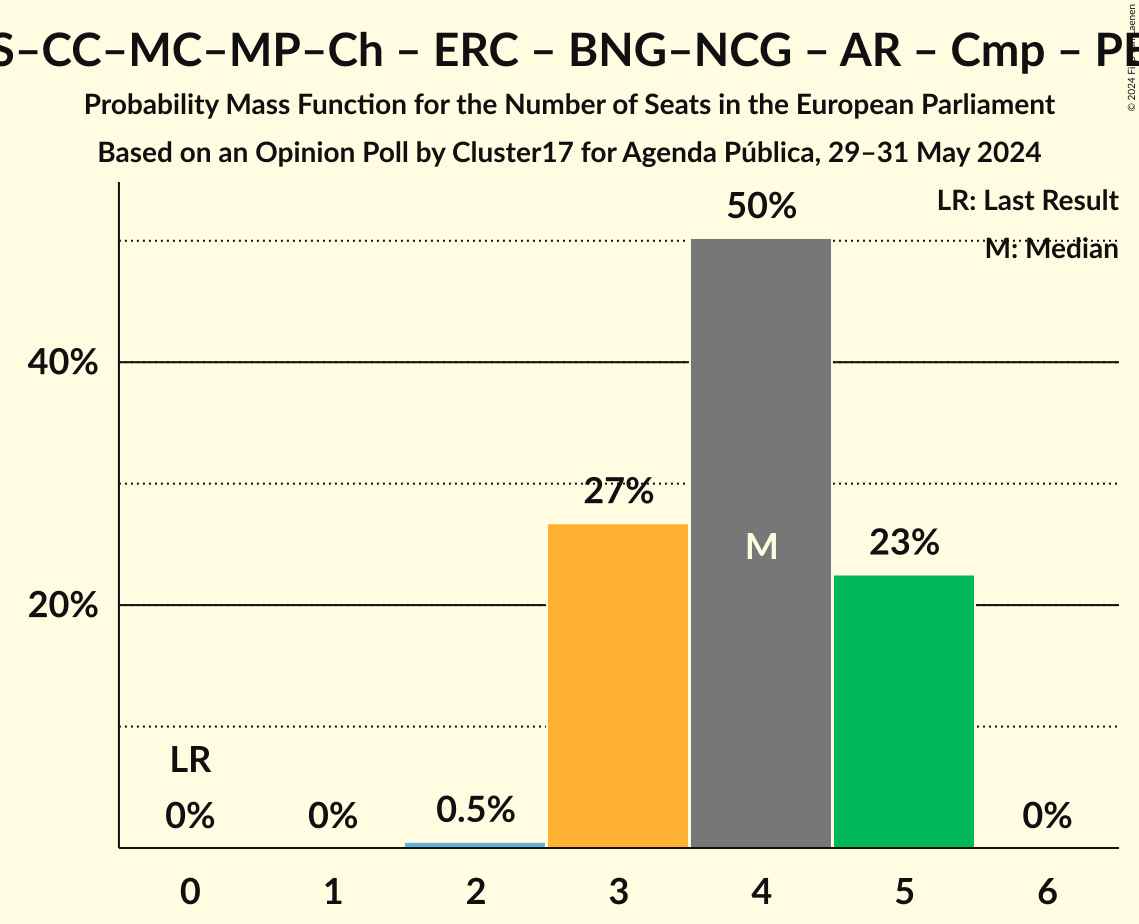 S–CC–MC–MP–Ch – ERC – BNG–NCG – AR – Cmp – PE
Probability Mass Function for the Number of Seats in the European Parliament
Based on an Opinion Poll by Cluster17 for Agenda Pública, 29–31 May 2024
LR: Last Result
M: Median
50%
40%
27%
M
23%
20%
LR
0%
0%
0.5%
0%
0 1 2 3 4 5 6
© 2024